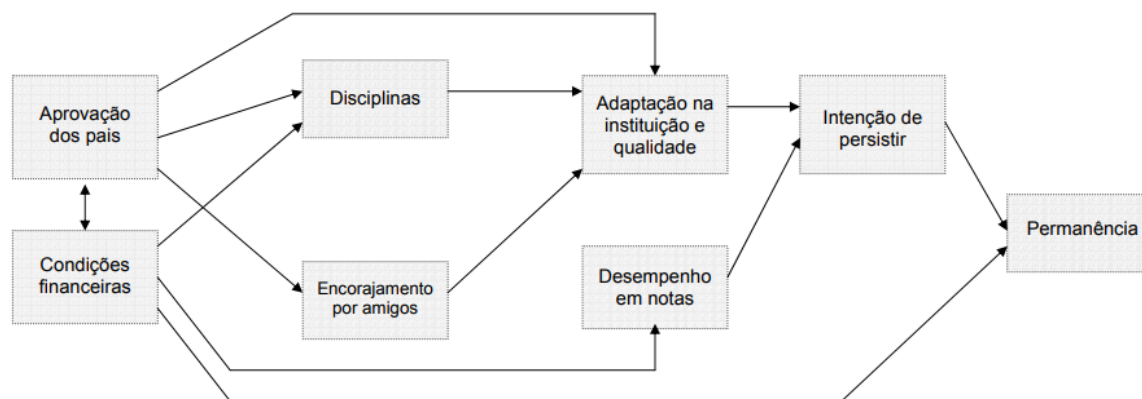 Aprovação
dos pais
Condições
financeiras
Disciplinas
Encorajamento
por amigos
Adaptação na
instituição e
qualidade
Desempenho
em notas
Intenção de
persistir
Permanência